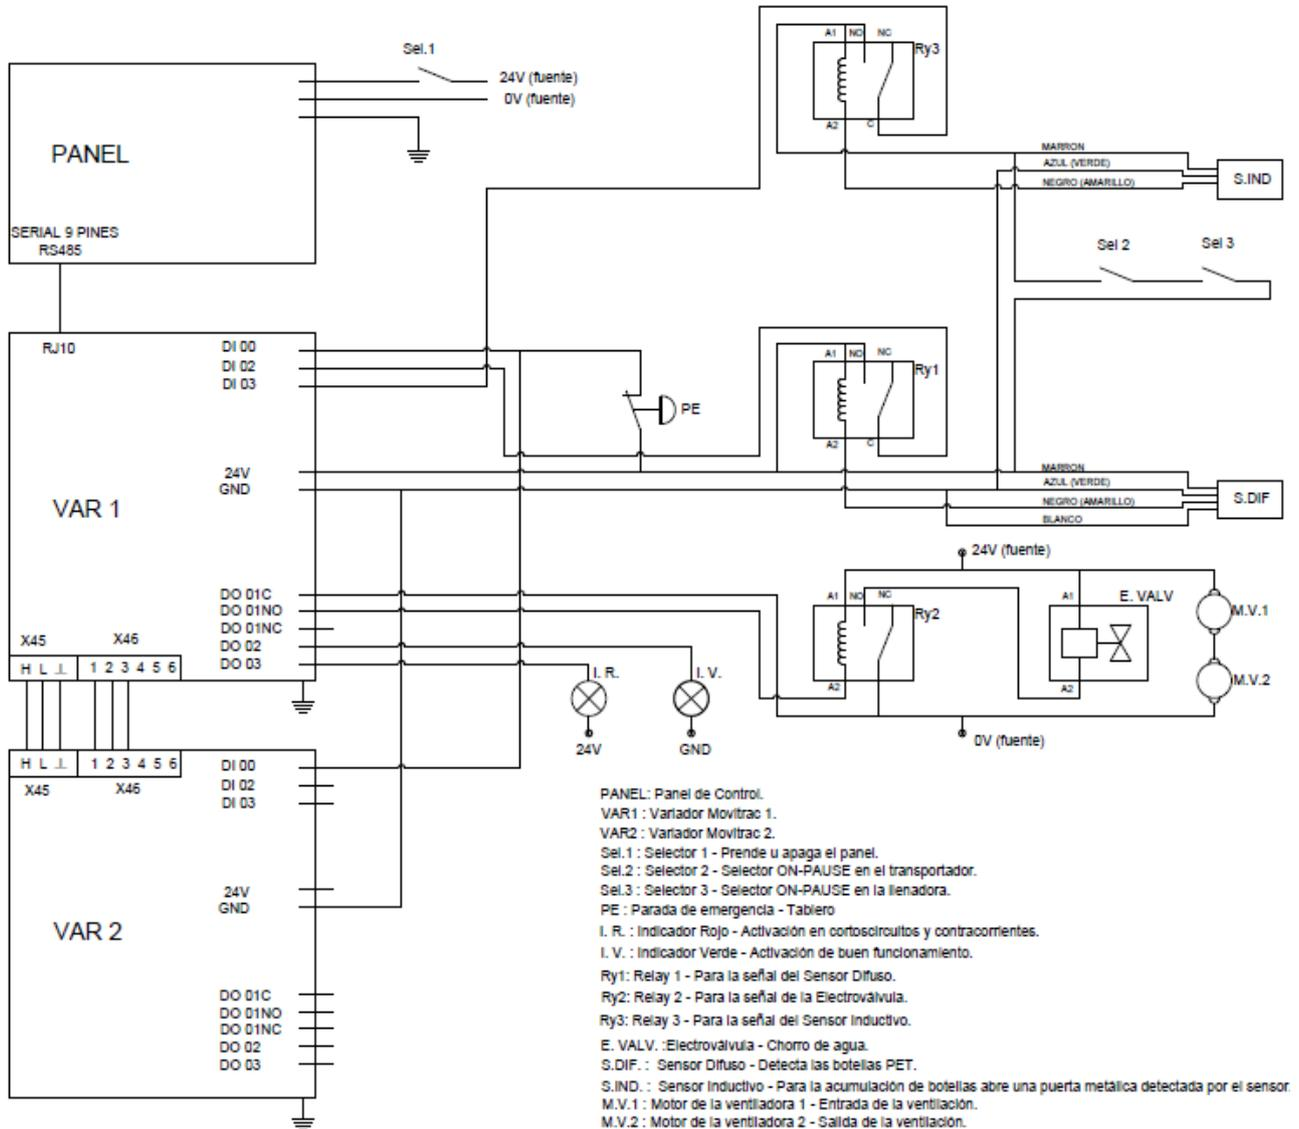 Sel.1
24V (fuente)
0V (fuente)
PANEL
SERIAL 9 PINES
RS485
A1 NO NC
Ry3
A2 C
MARRON
AZUL (VERDE)
NEGRO (AMARILLO)
S.IND
Sel 2 Sel 3
RJ10
DI 00
DI 02
DI 03
PE
A1 NO NC
Ry1
A2 C
24V
GND
VAR 1
MARRON
AZUL (VERDE)
NEGRO (AMARILLO)
BLANCO
S.DIF
24V (fuente)
DO 01C
DO 01NO
DO 01NC
DO 02
DO 03
X45 X46
H L ⊥ 1 2 3 4 5 6
I. R.
I. V.
24V
GND
A1 NO NC
Ry2
A2
A1
E. VALV
A2
M.V.1
M.V.2
0V (fuente)
H L ⊥ 1 2 3 4 5 6
X45 X46
DI 00
DI 02
DI 03
24V
GND
VAR 2
DO 01C
DO 01NO
DO 01NC
DO 02
DO 03
PANEL: Panel de Control.
VAR1 : Variador Movitrac 1.
VAR2 : Variador Movitrac 2.
Sel.1 : Selector 1 - Prende u apaga el panel.
Sel.2 : Selector 2 - Selector ON-PAUSE en el transportador.
Sel.3 : Selector 3 - Selector ON-PAUSE en la llenadora.
PE : Parada de emergencia - Tablero
I. R. : Indicador Rojo - Activación en cortoscircuitos y contracorrientes.
I. V. : Indicador Verde - Activación de buen funcionamiento.
Ry1: Relay 1 - Para la señal del Sensor Difuso.
Ry2: Relay 2 - Para la señal de la Electroválvula.
Ry3: Relay 3 - Para la señal del Sensor Inductivo.
E. VALV. :Electroválvula - Chorro de agua.
S.DIF. : Sensor Difuso - Detecta las botellas PET.
S.IND. : Sensor Inductivo - Para la acumulación de botellas abre una puerta metálica detectada por el sensor.
M.V.1 : Motor de la ventiladora 1 - Entrada de la ventilación.
M.V.2 : Motor de la ventiladora 2 - Salida de la ventilación.